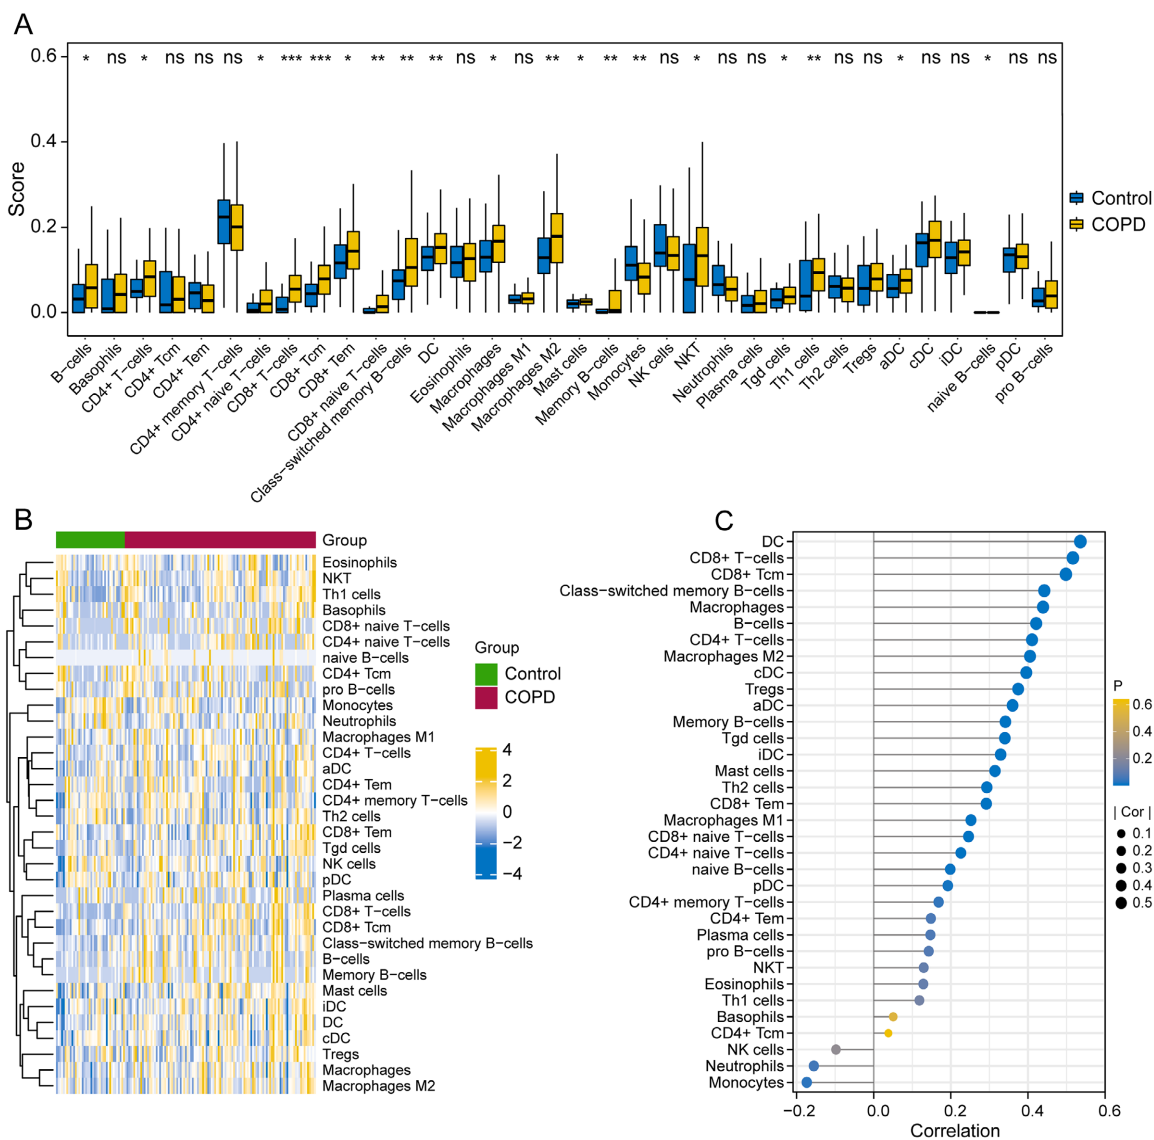 A
* ns * ns ns ns * *** *** * ** ** ** ns * ns ** * ** ** ns * ns ns * ** ns ns * ns ns * ns ns
0.6
0.4
0.2
0.0
Score
Control
COPD
B−cells
Basophils
CD4+ T−cells
CD4+ Tcm
CD4+ Tem
CD4+ memory T−cells
CD4+ naive T−cells
CD8+ T−cells
CD8+ Tcm
CD8+ Tem
CD8+ naive T−cells
Class−switched memory B−cells
DC
Eosinophils
Macrophages
Macrophages M1
Macrophages M2
Mast cells
Memory B−cells
Monocytes
NK cells
NKT
Neutrophils
Plasma cells
Tgd cells
Th1 cells
Th2 cells
Tregs
aDC
cDC
iDC
naive B−cells
pDC
pro B−cells
B
Group
Eosinophils
NKT
Th1 cells
Basophils
CD8+ naive T−cells
CD4+ naive T−cells
naive B−cells
CD4+ Tcm
pro B−cells
Monocytes
Neutrophils
Macrophages M1
CD4+ T−cells
aDC
CD4+ Tem
CD4+ memory T−cells
Th2 cells
CD8+ Tem
Tgd cells
NK cells
pDC
Plasma cells
CD8+ T−cells
CD8+ Tcm
Class−switched memory B−cells
B−cells
Memory B−cells
Mast cells
iDC
DC
cDC
Tregs
Macrophages
Macrophages M2
Group
Control
COPD
4
2
0
−2
−4
C
DC
CD8+ T−cells
CD8+ Tcm
Class−switched memory B−cells
Macrophages
B−cells
CD4+ T−cells
Macrophages M2
cDC
Tregs
aDC
Memory B−cells
Tgd cells
iDC
Mast cells
Th2 cells
CD8+ Tem
Macrophages M1
CD8+ naive T−cells
CD4+ naive T−cells
naive B−cells
pDC
CD4+ memory T−cells
CD4+ Tem
Plasma cells
pro B−cells
NKT
Eosinophils
Th1 cells
Basophils
CD4+ Tcm
NK cells
Neutrophils
Monocytes
−0.2 0.0 0.2 0.4 0.6
Correlation
P
0.6
0.4
0.2
| Cor |
0.1
0.2
0.3
0.4
0.5